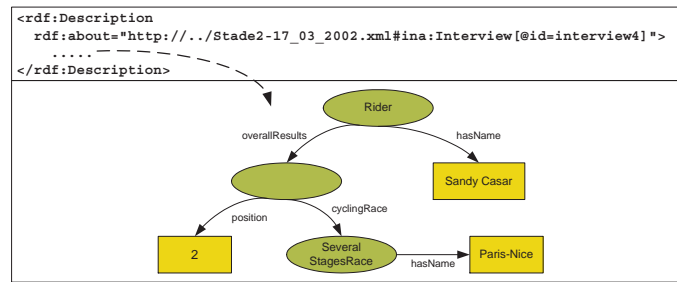 <rdf:Description
rdf:about="http://../Stade2-17_03_2002.xml#ina:Interview[@id=interview4]">
.....
</rdf:Description>
Rider
overallResults
hasName
Sandy Casar
position
cyclingRace
2
Several
StagesRace
hasName
Paris-Nice